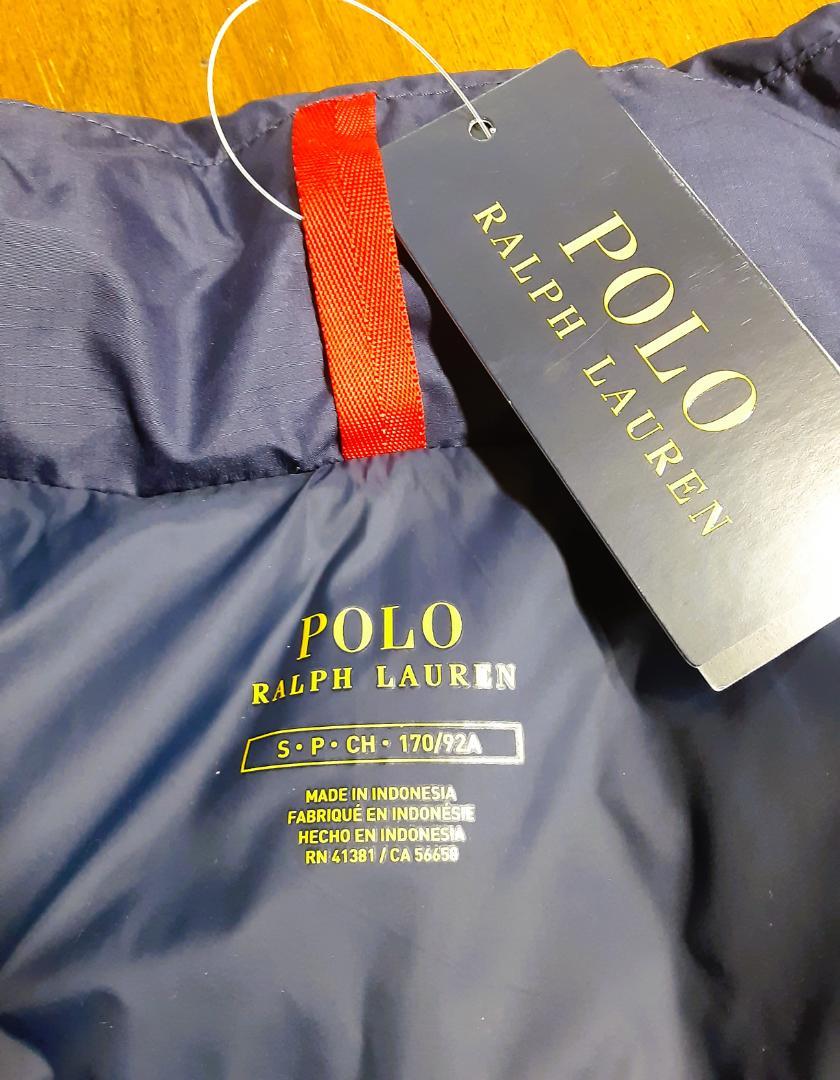 POLO
RALPH LAUREN
POLO
RALPH LAUREN
S • P • CH • 170/92A
MADE IN INDONESIA
FABRIQUÉ EN INDONÉSIE
HECHO EN INDONESIA
RN 41381 / CA 56658